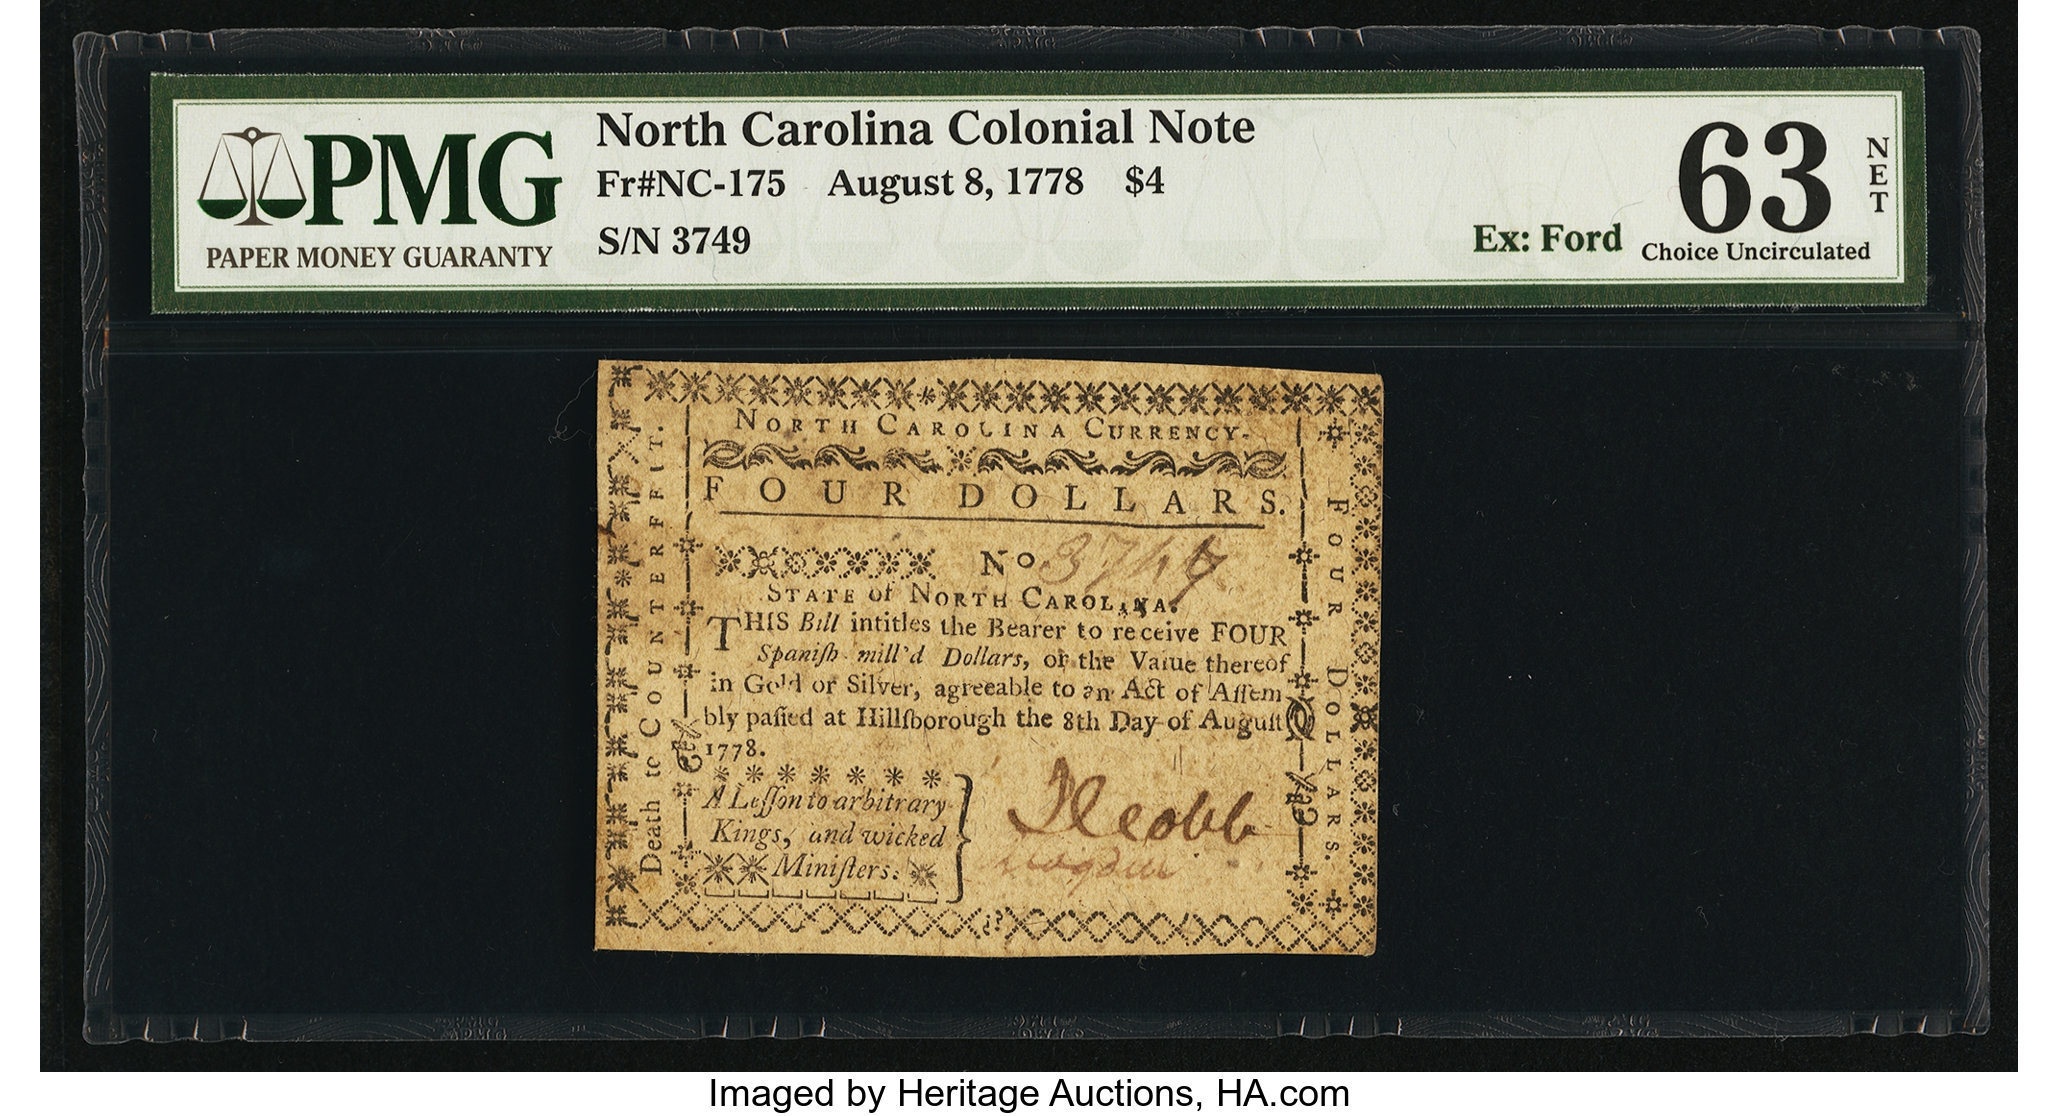 PMG
PAPER MONEY GUARANTY
North Carolina Colonial Note
Fr#NC-175 August 8, 1778 $4
S/N 3749
Ex: Ford
63
NET
Choice Uncirculated
NORTH CAROLINA CURRENCY.
FOUR DOLLARS.
No 3749
STATE of NORTH CAROLINA.
THIS Bill intitles the Bearer to receive FOUR
Spaniſh mill'd Dollars, or the Value thereof
in Gold or Silver, agreeable to an Act of Aſſem
bly paſſed at Hillſborough the 8th Day of Auguſt
1778.
A Leſſon to arbitrary
Kings, and wicked
Miniſters.
Death to COUNTERFEIT.
FOUR DOLLARS.
Cobb
Imaged by Heritage Auctions, HA.com